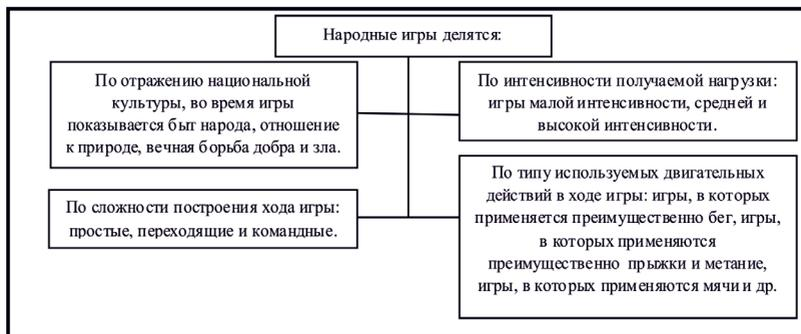 Народные игры делятся:
По отражению национальной
культуры, во время игры
показывается быт народа, отношение
к природе, вечная борьба добра и зла.
По интенсивности получаемой нагрузки:
игры малой интенсивности, средней и
высокой интенсивности.
По сложности построения хода игры:
простые, переходящие и командные.
По типу используемых двигательных
действий в ходе игры: игры, в которых
применяется преимущественно бег, игры,
в которых применяются
преимущественно прыжки и метание,
игры, в которых применяются мячи и др.